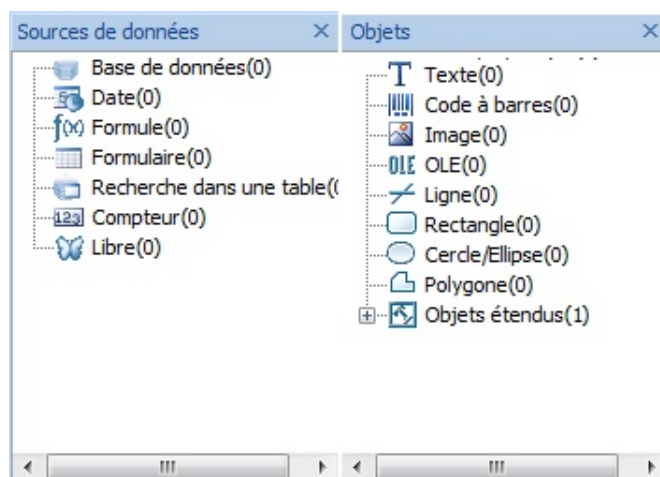 Sources de données
Base de données(0)
Date(0)
Formule(0)
Formulaire(0)
Recherche dans une table(
Compteur(0)
Libre(0)
Objets
Texte(0)
Code à barres(0)
Image(0)
OLE(0)
Ligne(0)
Rectangle(0)
Cercle/Ellipse(0)
Polygone(0)
Objets étendus(1)